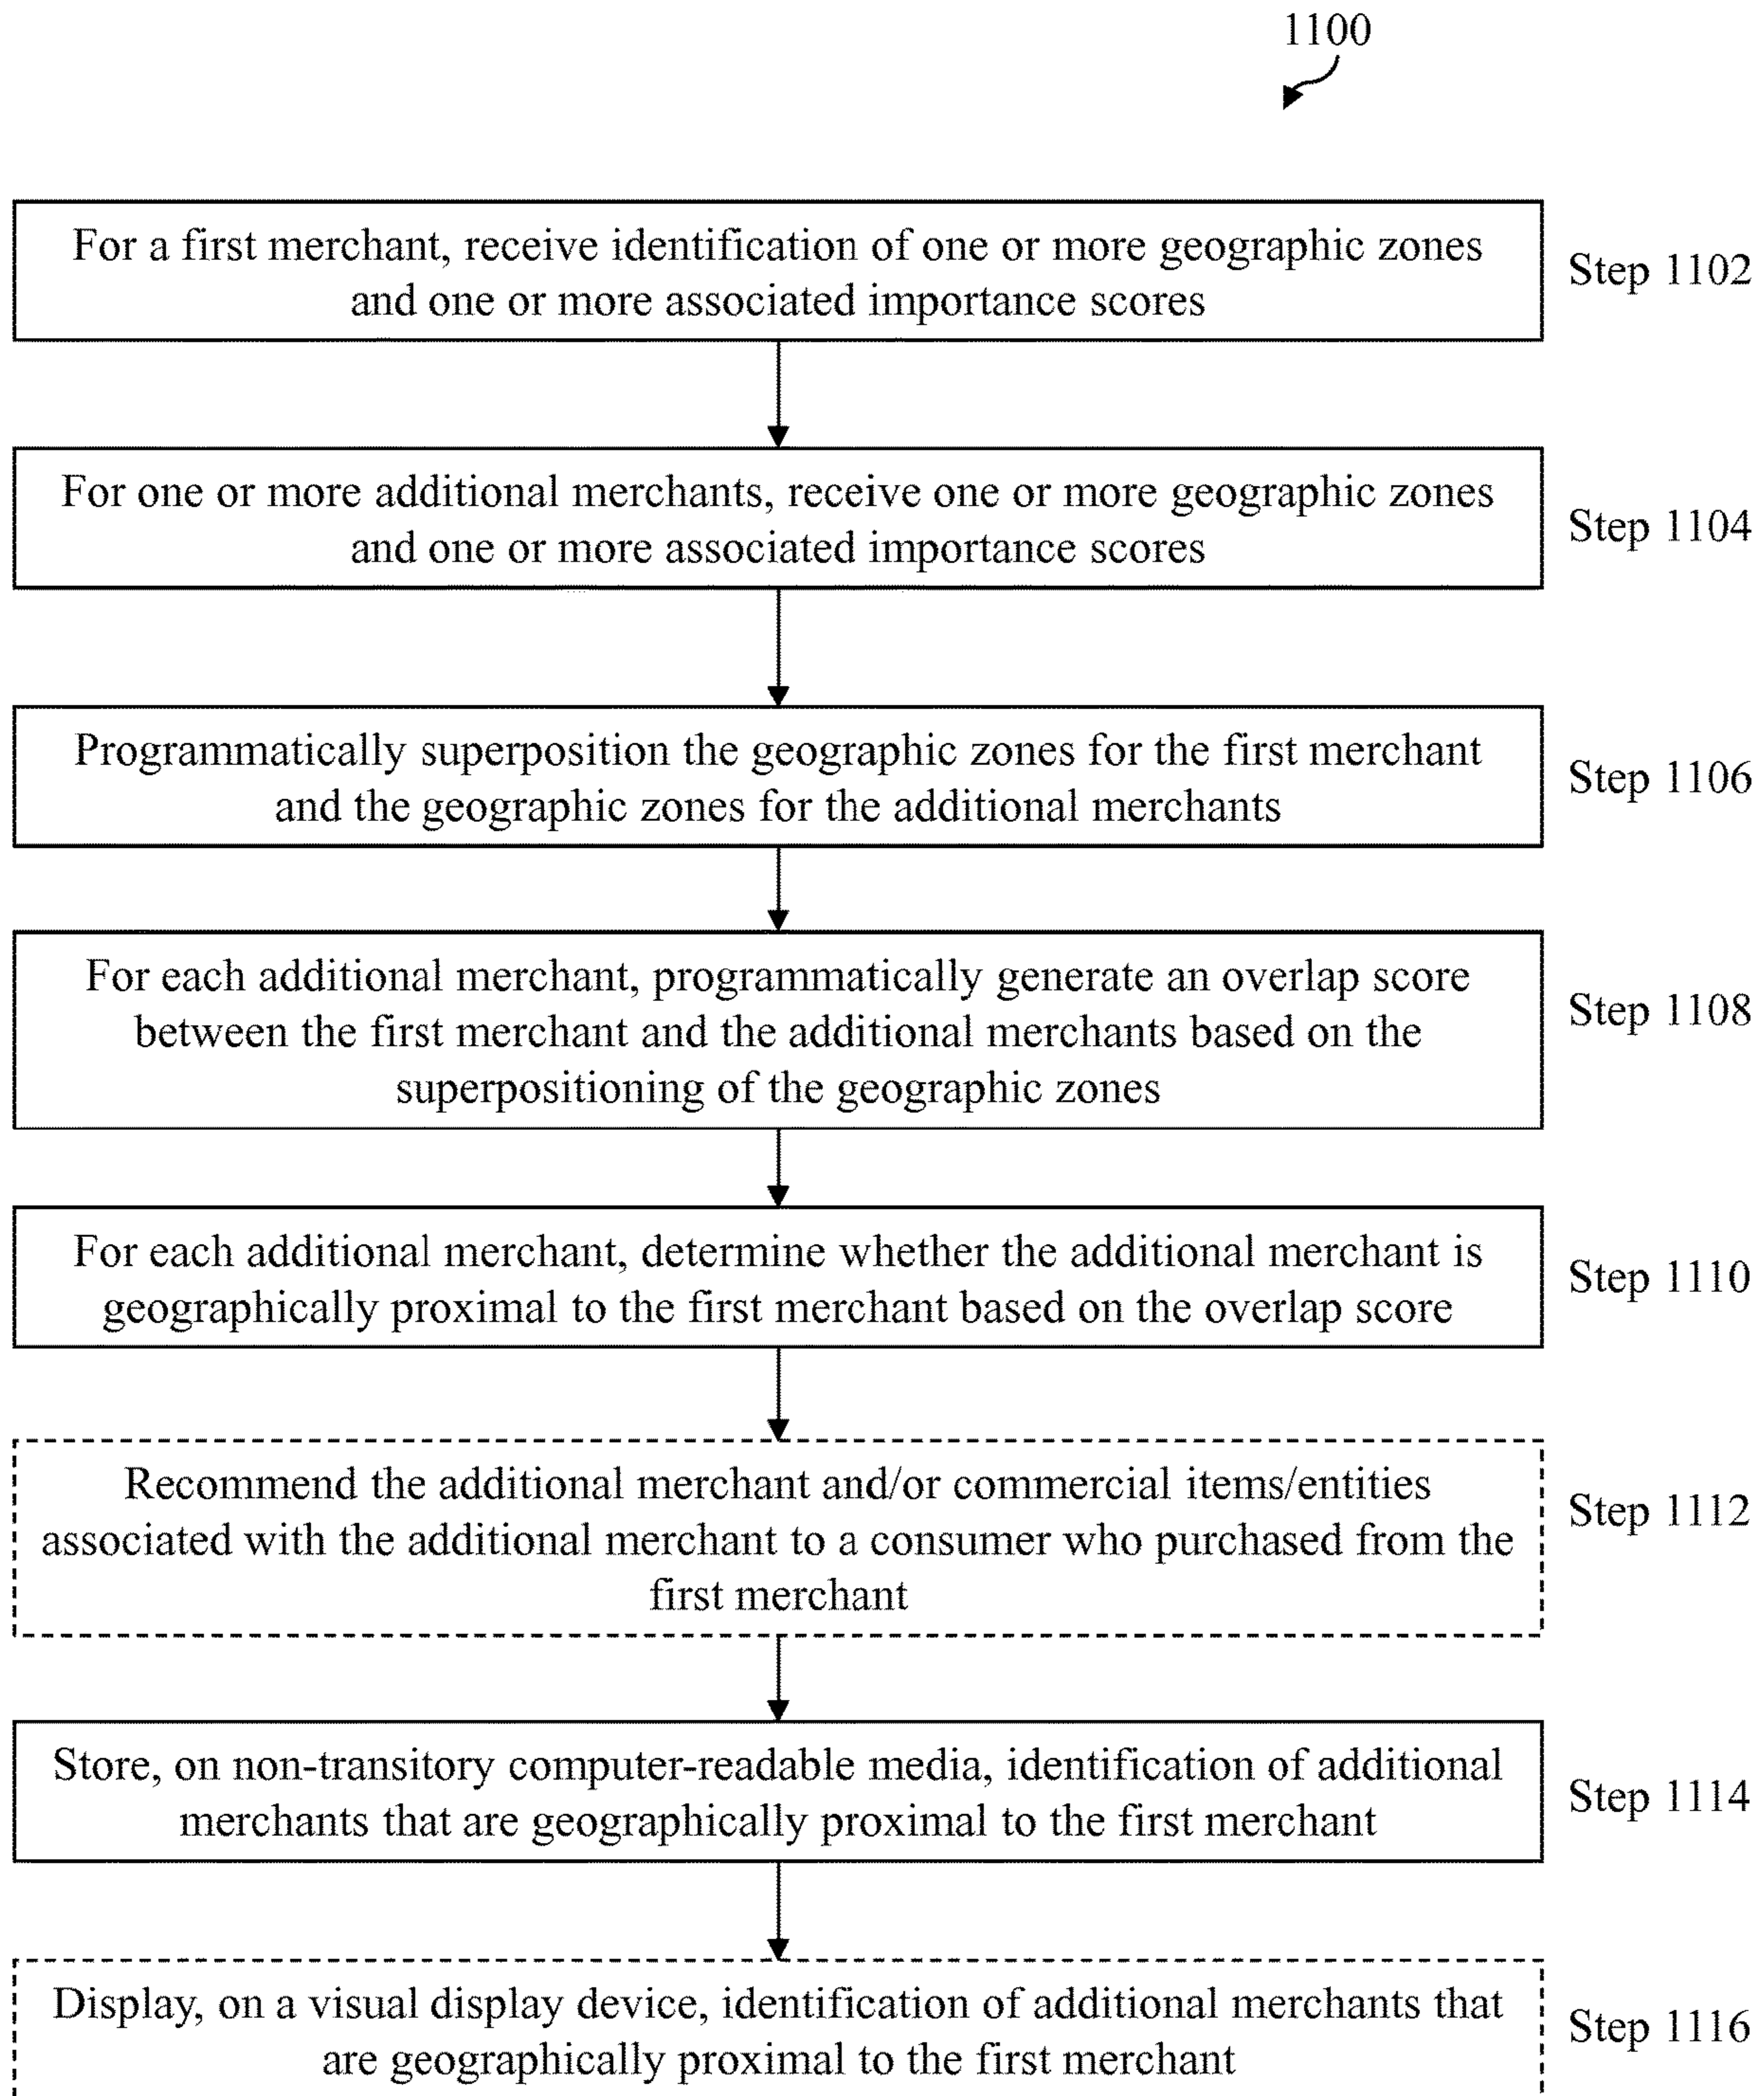 1100
For a first merchant, receive identification of one or more geographic zones
and one or more associated importance scores
Step 1102
For one or more additional merchants, receive one or more geographic zones
and one or more associated importance scores
Step 1104
Programmatically superposition the geographic zones for the first merchant
and the geographic zones for the additional merchants
Step 1106
For each additional merchant, programmatically generate an overlap score
between the first merchant and the additional merchants based on the
superpositioning of the geographic zones
Step 1108
For each additional merchant, determine whether the additional merchant is
geographically proximal to the first merchant based on the overlap score
Step 1110
Recommend the additional merchant and/or commercial items/entities
associated with the additional merchant to a consumer who purchased from the
first merchant
Step 1112
Store, on non-transitory computer-readable media, identification of additional
merchants that are geographically proximal to the first merchant
Step 1114
Display, on a visual display device, identification of additional merchants that
are geographically proximal to the first merchant
Step 1116